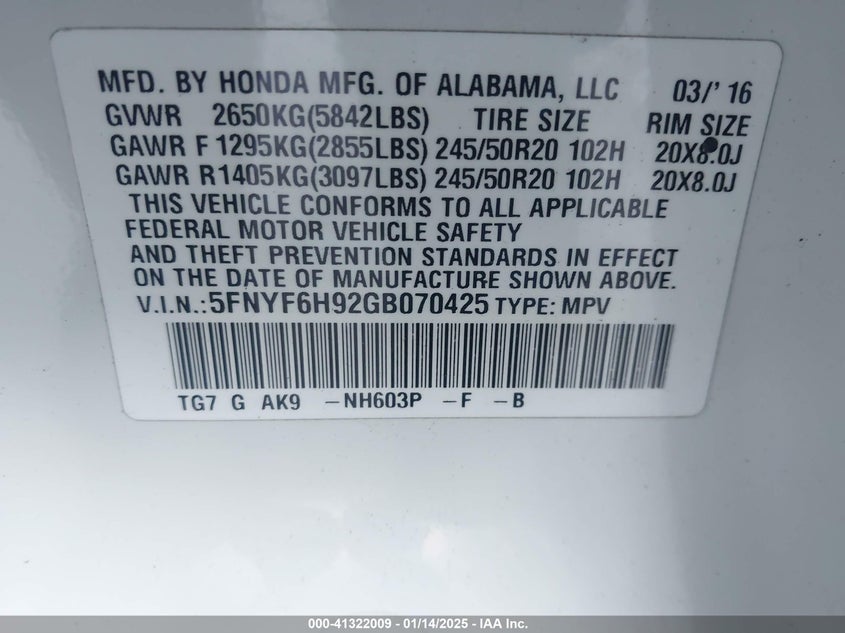 MFD. BY HONDA MFG. OF ALABAMA, LLC 03/' 16
GVWR 2650KG(5842LBS) TIRE SIZE RIM SIZE
GAWR F 1295KG(2855LBS) 245/50R20 102H 20X8.0J
GAWR R1405KG(3097LBS) 245/50R20 102H 20X8.0J
THIS VEHICLE CONFORMS TO ALL APPLICABLE
FEDERAL MOTOR VEHICLE SAFETY
AND THEFT PREVENTION STANDARDS IN EFFECT
ON THE DATE OF MANUFACTURE SHOWN ABOVE.
V.I.N.:5FNYF6H92GB070425 TYPE: MPV
TG7 G AK9 -NH603P -F -B
000-41322009 - 01/14/2025 - IAA Inc.